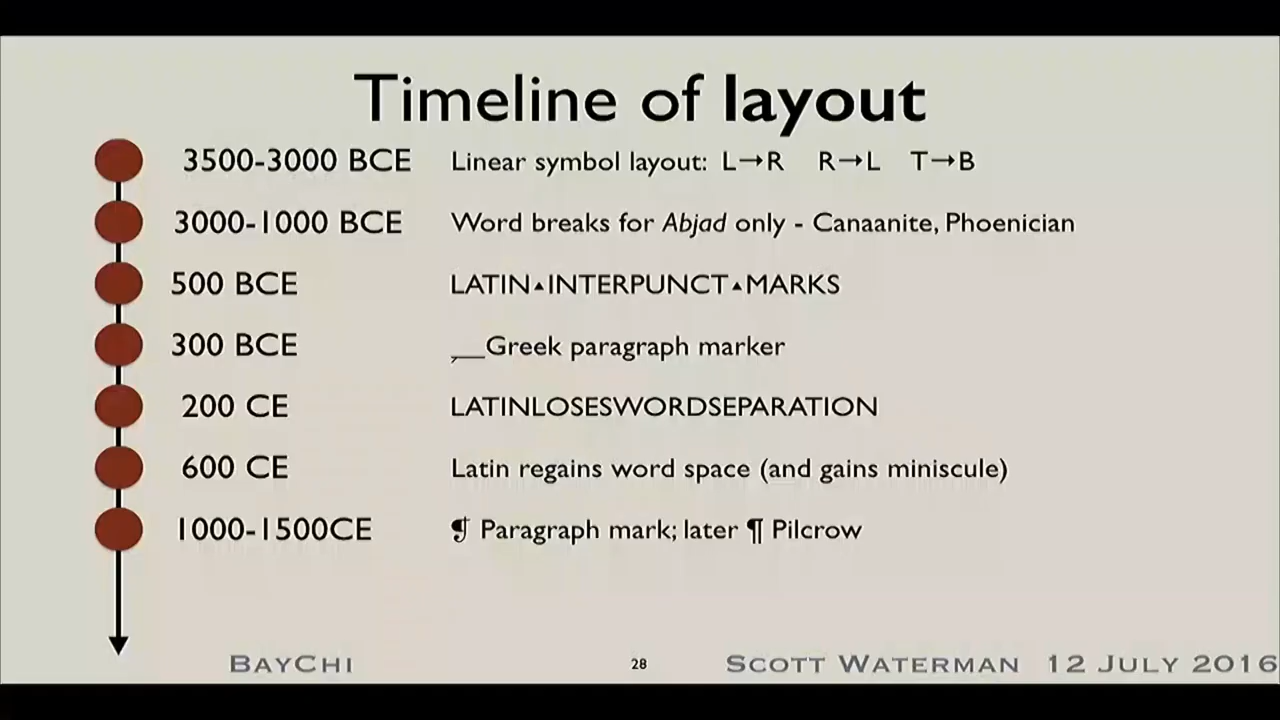 Timeline of layout
3500-3000 BCE Linear symbol layout: L→R R→L T→B
3000-1000 BCE Word breaks for Abjad only - Canaanite, Phoenician
500 BCE LATIN▴INTERPUNCT▴MARKS
300 BCE ⹋__Greek paragraph marker
200 CE LATINLOSESWORDSEPARATION
600 CE Latin regains word space (and gains miniscule)
1000-1500CE ❡ Paragraph mark; later ¶ Pilcrow
BAYCHI 28 SCOTT WATERMAN 12 JULY 2016